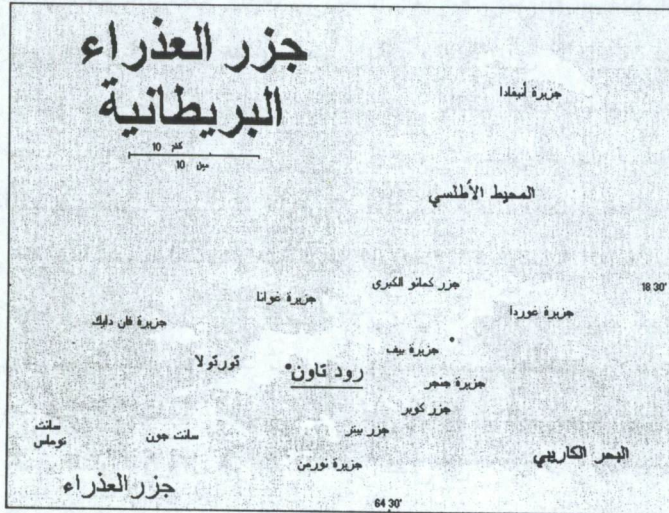 جزر العذراء
البريطانية
10 كلم
10 ميل
جزيرة أنيغادا
المحيط الأطلسي
جزر كمانو الكبرى
18 30'
جزيرة غوانا
جزيرة غوردا
جزيرة فان دايك
جزيرة بيف
تورتولا
رود تاون
جزيرة جنجر
جزر كوبر
سانت
توماس
سانت جون
جزر بيتر
البحر الكاريبي
جزيرة نورمن
جزر العذراء
64 30'